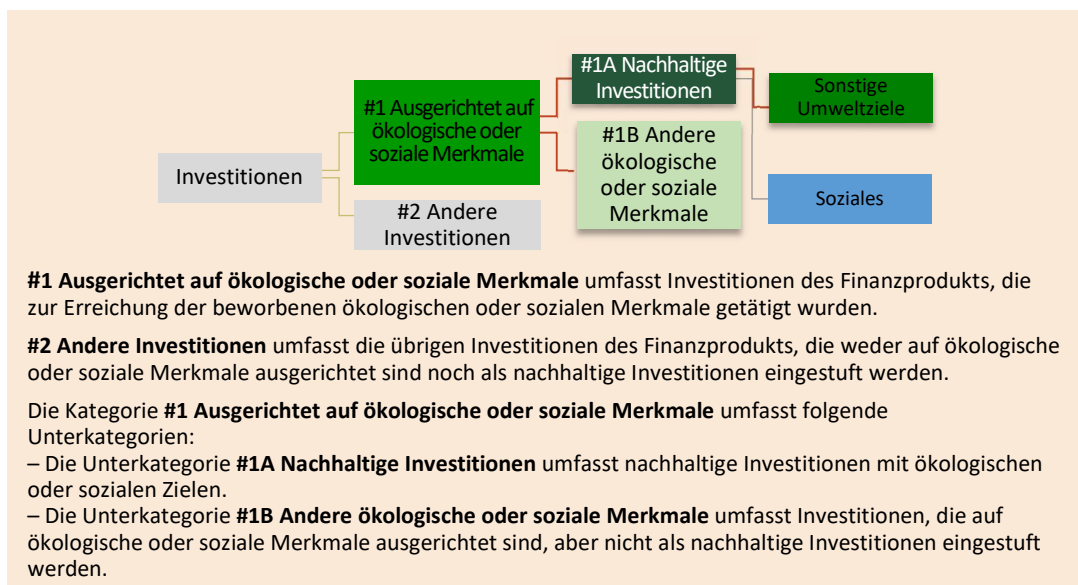 #1A Nachhaltige
Investitionen
Sonstige
Umweltziele
#1 Ausgerichtet auf
ökologische oder
soziale Merkmale
#1B Andere
ökologische
oder soziale
Merkmale
Investitionen
Soziales
#2 Andere
Investitionen
#1 Ausgerichtet auf ökologische oder soziale Merkmale umfasst Investitionen des Finanzprodukts, die
zur Erreichung der beworbenen ökologischen oder sozialen Merkmale getätigt wurden.
#2 Andere Investitionen umfasst die übrigen Investitionen des Finanzprodukts, die weder auf ökologische
oder soziale Merkmale ausgerichtet sind noch als nachhaltige Investitionen eingestuft werden.
Die Kategorie #1 Ausgerichtet auf ökologische oder soziale Merkmale umfasst folgende
Unterkategorien:
– Die Unterkategorie #1A Nachhaltige Investitionen umfasst nachhaltige Investitionen mit ökologischen
oder sozialen Zielen.
– Die Unterkategorie #1B Andere ökologische oder soziale Merkmale umfasst Investitionen, die auf
ökologische oder soziale Merkmale ausgerichtet sind, aber nicht als nachhaltige Investitionen eingestuft
werden.